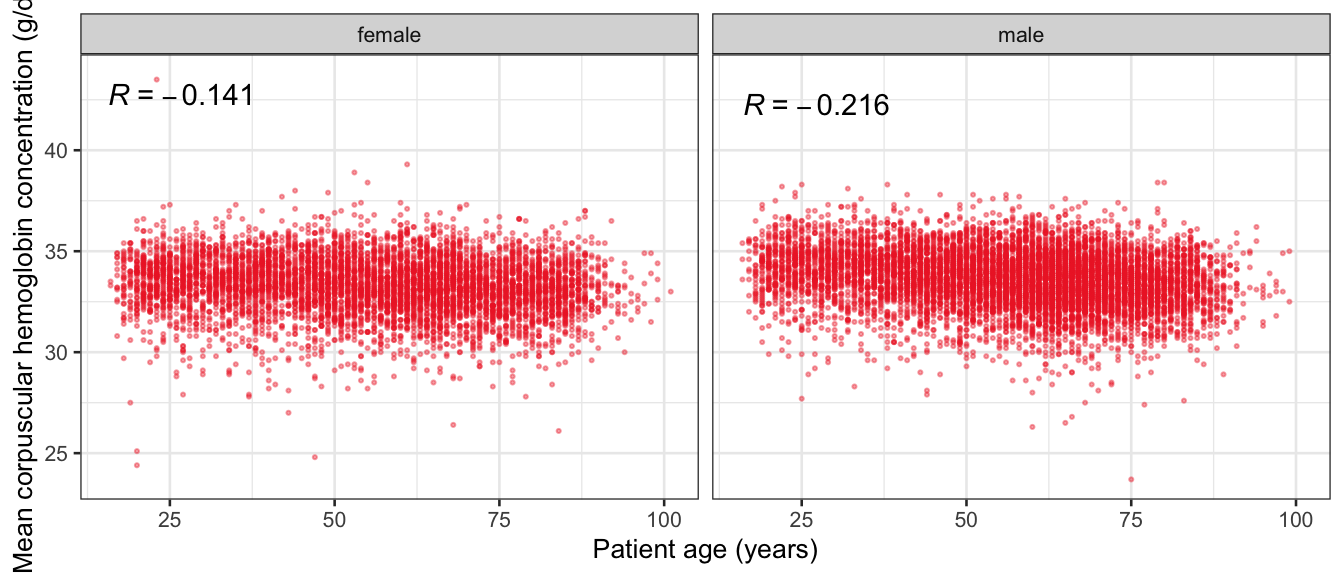 female
male
R = −0.141
R = −0.216
Mean corpuscular hemoglobin concentration (g/d
40
35
30
25
25
50
75
100
25
50
75
100
Patient age (years)